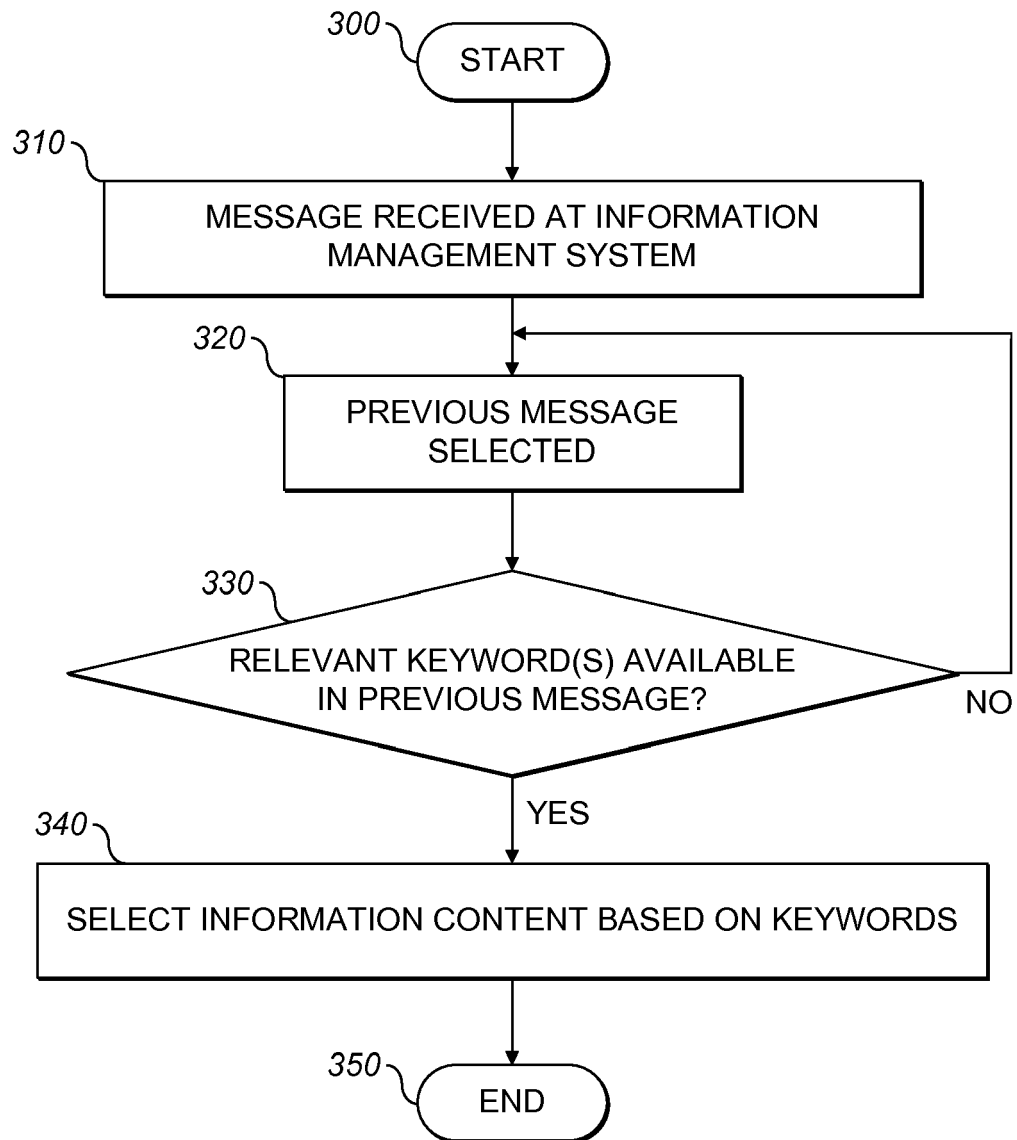 300
START
310
MESSAGE RECEIVED AT INFORMATION
MANAGEMENT SYSTEM
320
PREVIOUS MESSAGE
SELECTED
330
RELEVANT KEYWORD(S) AVAILABLE
IN PREVIOUS MESSAGE?
NO
YES
340
SELECT INFORMATION CONTENT BASED ON KEYWORDS
350
END